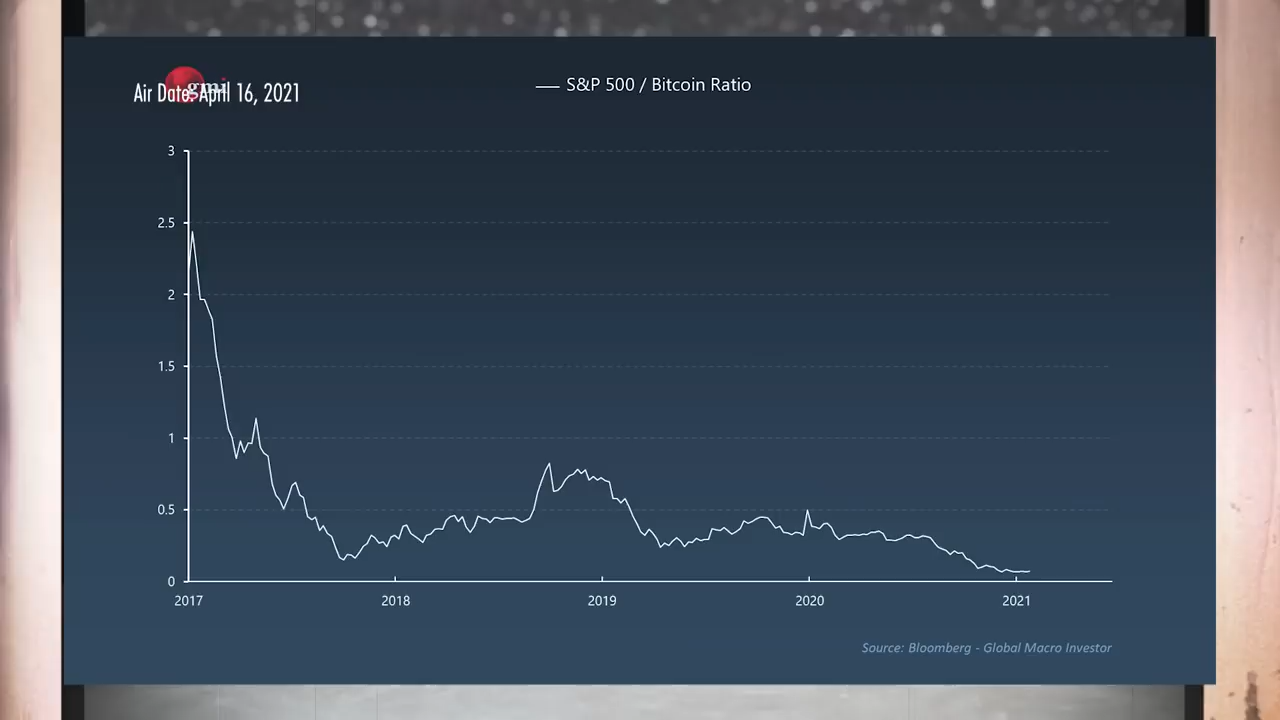 gmi
Air Date: April 16, 2021
S&P 500 / Bitcoin Ratio
3
2.5
2
1.5
1
0.5
0
2017 2018 2019 2020 2021
Source: Bloomberg - Global Macro Investor